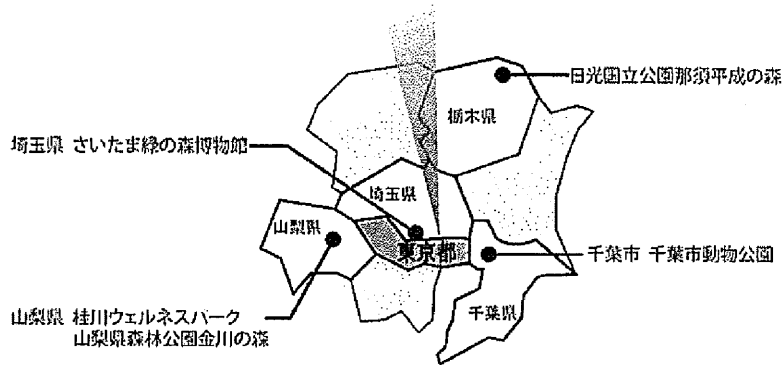 日光国立公園那須平成の森
栃木県
埼玉県 さいたま緑の森博物館
埼玉県
山梨県
東京都
千葉市 千葉市動物公園
千葉県
山梨県 桂川ウェルネスパーク
山梨県森林公園金川の森